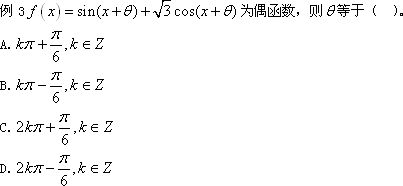 例 3 f(x)=sin(x+θ)+√3cos(x+θ)为偶函数，则θ等于（  ）。
A. kπ+π/6,k∈Z
B. kπ-π/6,k∈Z
C. 2kπ+π/6,k∈Z
D. 2kπ-π/6,k∈Z